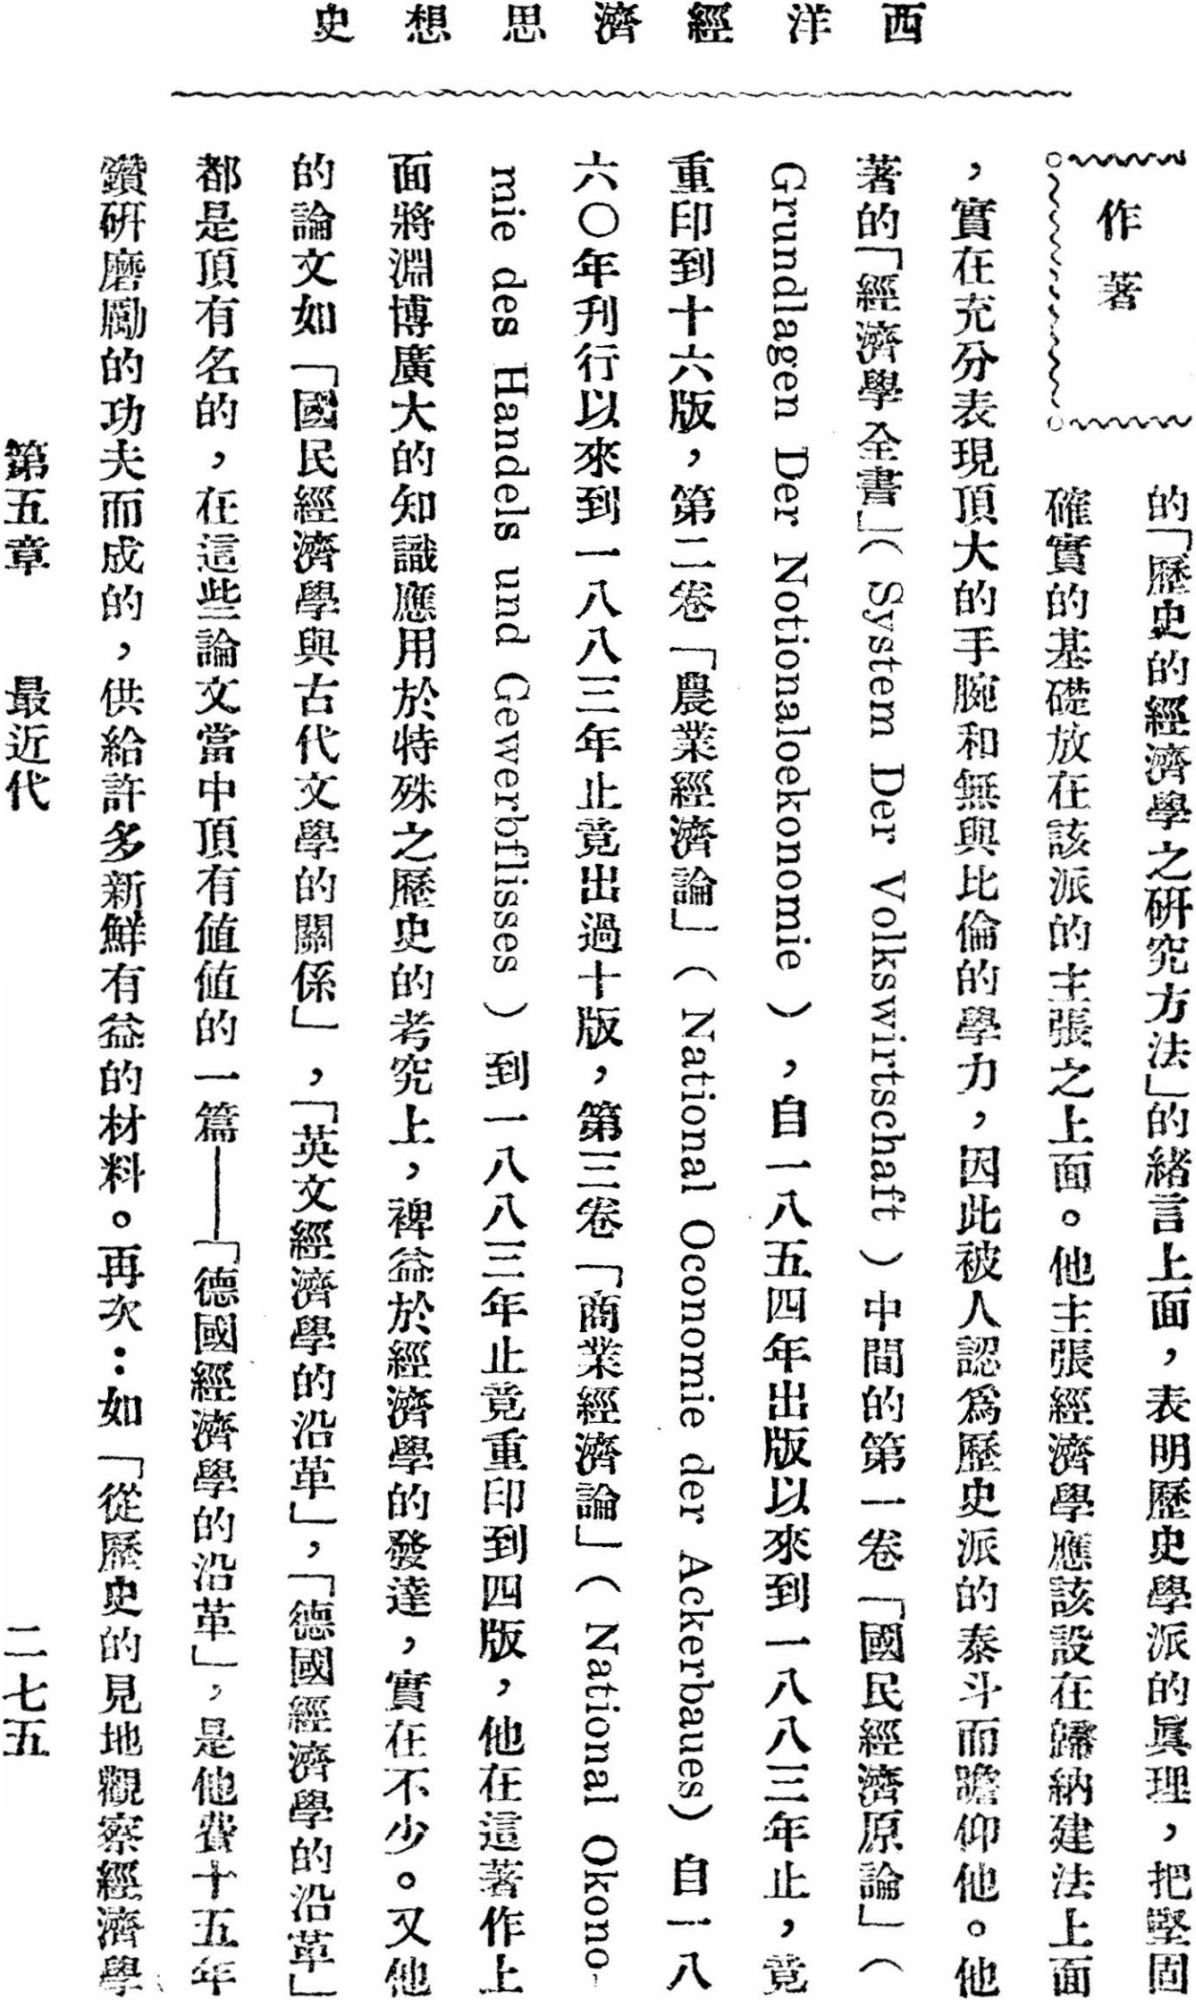 西洋經濟思想史
著作
的「歷史的經濟學之硏究方法」的緒言上面，表明歷史學派的眞理，把堅固
確實的基礎放在該派的主張之上面。他主張經濟學應該設在歸納建法上面
，實在充分表現頂大的手腕和無與比倫的學力，因此被人認爲歷史派的泰斗而瞻仰他。他
著的「經濟學全書」（System Der Volkswirtschaft）中間的第一卷「國民經濟原論」（
Grundlagen Der Notionaloekonomie），自一八五四年出版以來到一八八三年止，竟
重印到十六版，第二卷「農業經濟論」（National Oconomie der Ackerbaues）自一八
六〇年刊行以來到一八八三年止竟出過十版，第三卷「商業經濟論」（National Okono-
mie des Handels und Gewerbflisses）到一八八三年止竟重印到四版，他在這著作上
面將淵博廣大的知識應用於特殊之歷史的考究上，裨益於經濟學的發達，實在不少。又他
的論文如「國民經濟學與古代文學的關係」，「英文經濟學的沿革」，「德國經濟學的沿革」
都是頂有名的，在這些論文當中頂有値値的一篇——「德國經濟學的沿革」，是他費十五年
鑽硏磨勵的功夫而成的，供給許多新鮮有益的材料。再次：如「從歷史的見地觀察經濟學
第五章　最近代
二七五